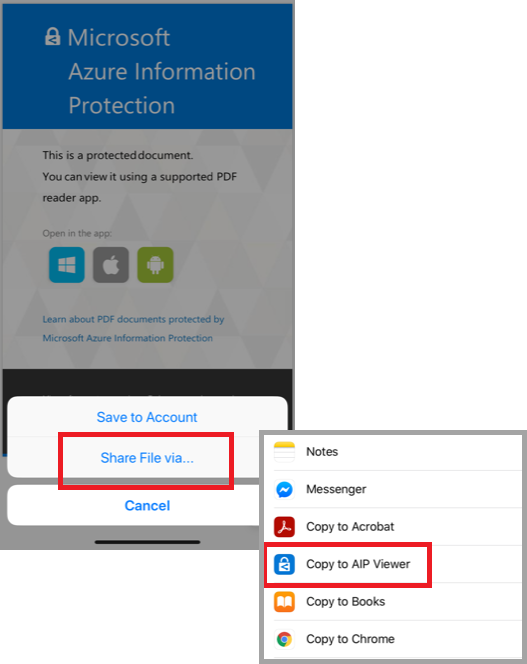 Microsoft
Azure Information
Protection
This is a protected document.
You can view it using a supported PDF
reader app.
Open in the app:
Learn about PDF documents protected by
Microsoft Azure Information Protection
Save to Account
Share File via...
Cancel
Notes
Messenger
Copy to Acrobat
Copy to AIP Viewer
Copy to Books
Copy to Chrome